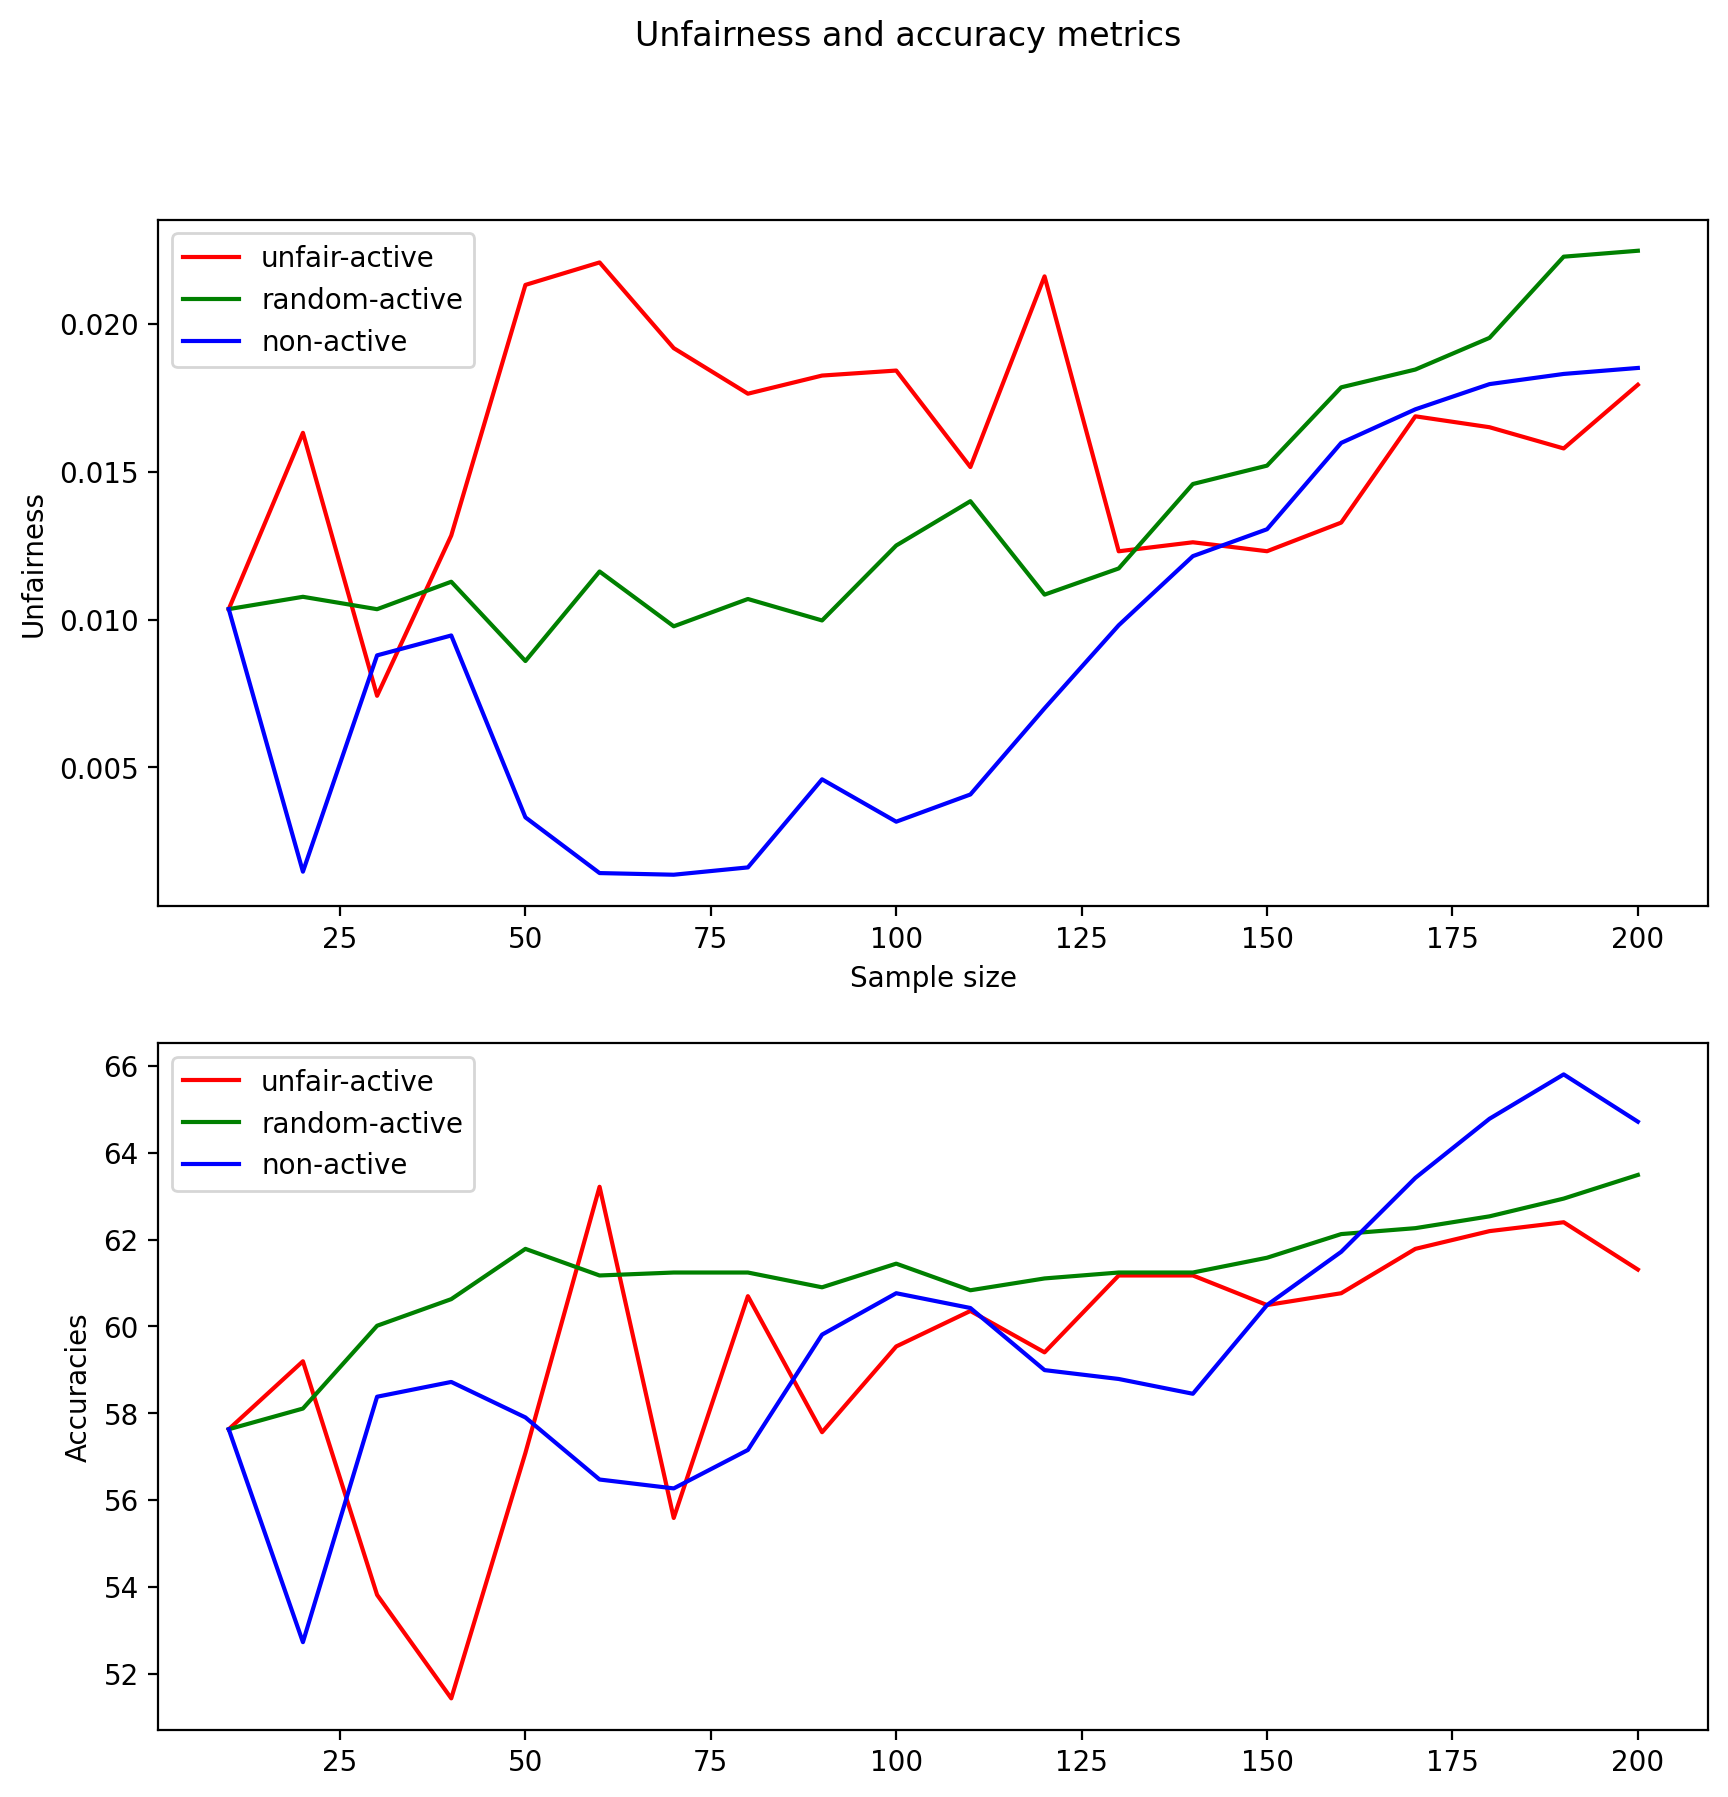 Unfairness and accuracy metrics
unfair-active
random-active
non-active
0.020
0.015
0.010
0.005
Unfairness
25 50 75 100 125 150 175 200
Sample size
unfair-active
random-active
non-active
66
64
62
60
58
56
54
52
Accuracies
25 50 75 100 125 150 175 200